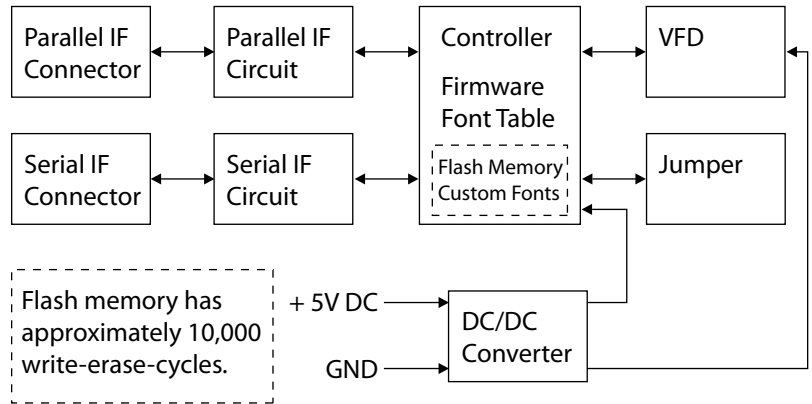 Parallel IF
Connector
Parallel IF
Circuit
Controller
Firmware
Font Table
Flash Memory
Custom Fonts
VFD
Serial IF
Connector
Serial IF
Circuit
Jumper
Flash memory has
approximately 10,000
write-erase-cycles.
+ 5V DC
GND
DC/DC
Converter